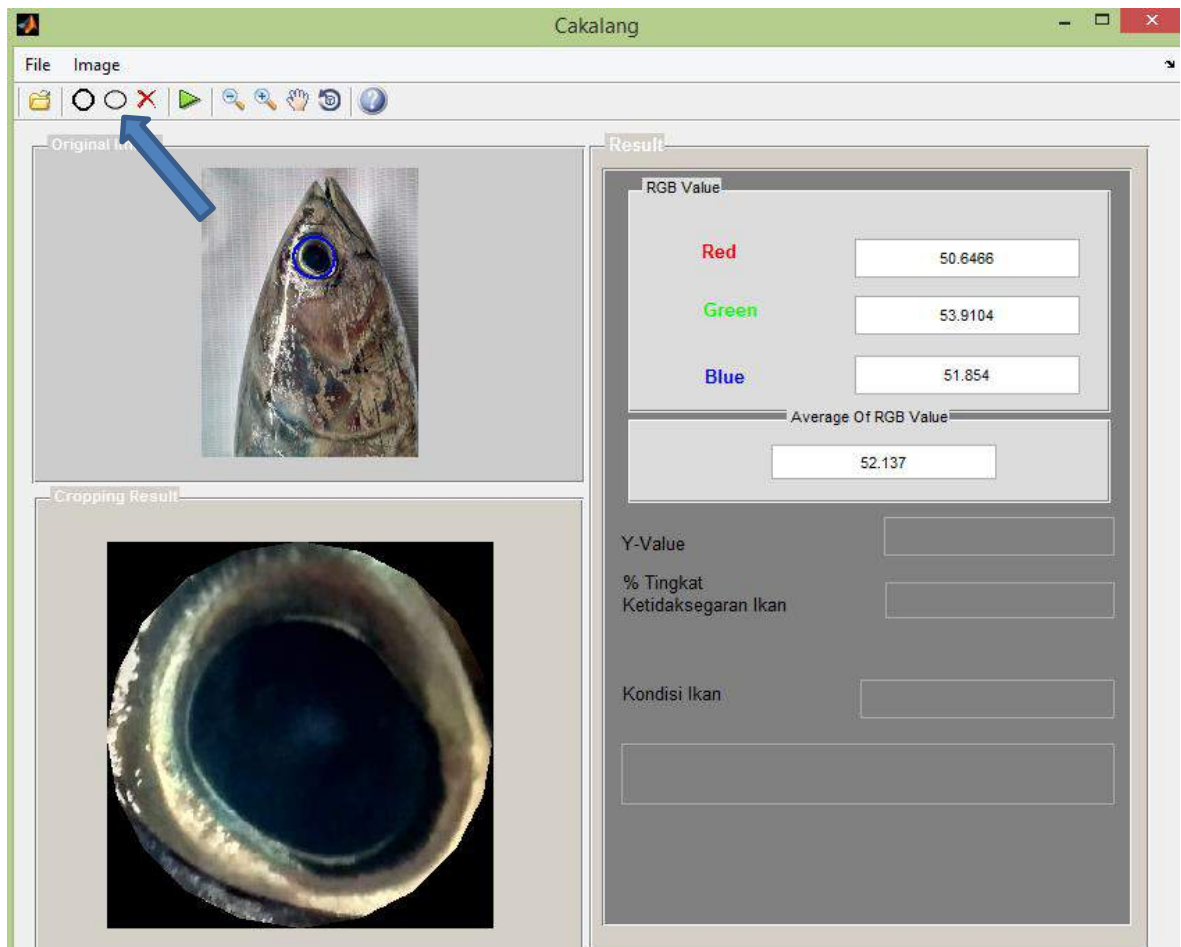 Cakalang
File Image
Original
Result
RGB Value
Red 50.6466
Green 53.9104
Blue 51.854
Average Of RGB Value
52.137
Cropping Result
Y-Value
% Tingkat
Ketidaksegaran Ikan
Kondisi Ikan